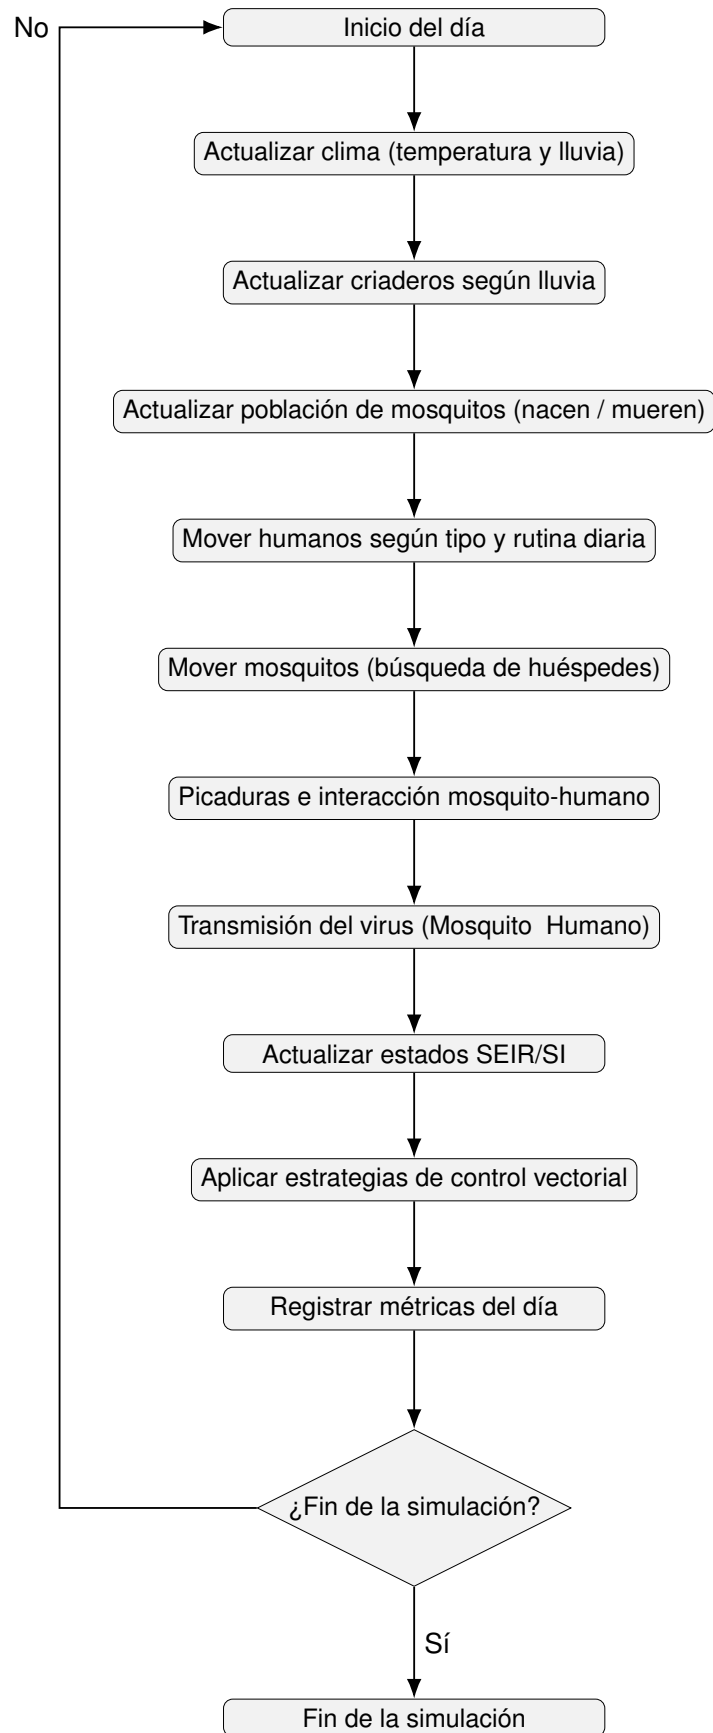 No
Inicio del día
Actualizar clima (temperatura y lluvia)
Actualizar criaderos según lluvia
Actualizar población de mosquitos (nacen / mueren)
Mover humanos según tipo y rutina diaria
Mover mosquitos (búsqueda de huéspedes)
Picaduras e interacción mosquito-humano
Transmisión del virus (Mosquito Humano)
Actualizar estados SEIR/SI
Aplicar estrategias de control vectorial
Registrar métricas del día
¿Fin de la simulación?
Sí
Fin de la simulación